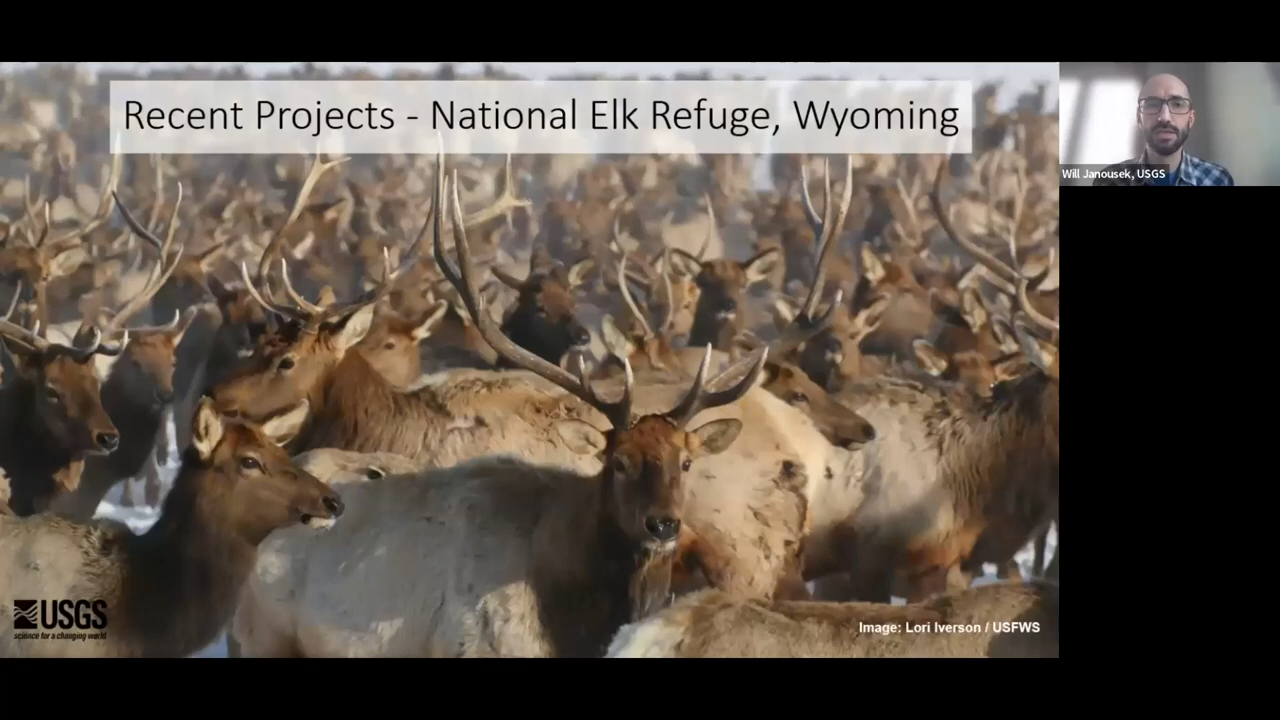 Recent Projects - National Elk Refuge, Wyoming
Will Janousek, USGS
USGS
science for a changing world
Image: Lori Iverson / USFWS